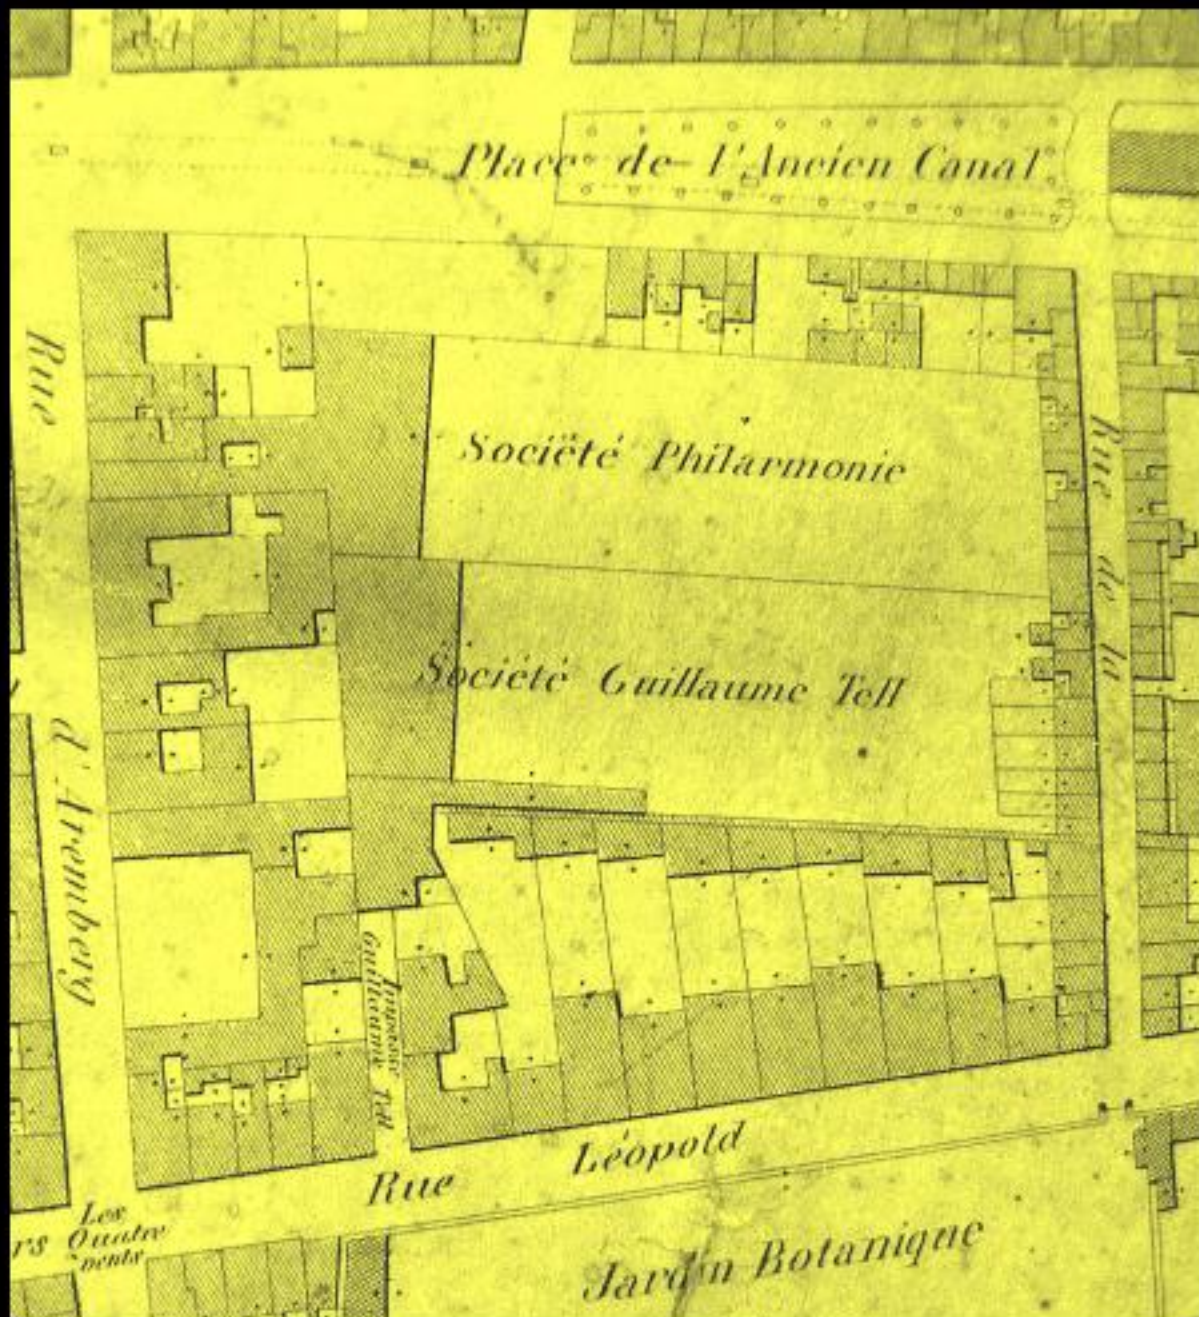 Place de l'Ancien Canal
Rue d'Aremberg
Société Philarmonie
Rue de la
Société Guillaume Tell
Impasse
Guillaume Tell
Rue Léopold
Les
Quatre
Jardin Botanique